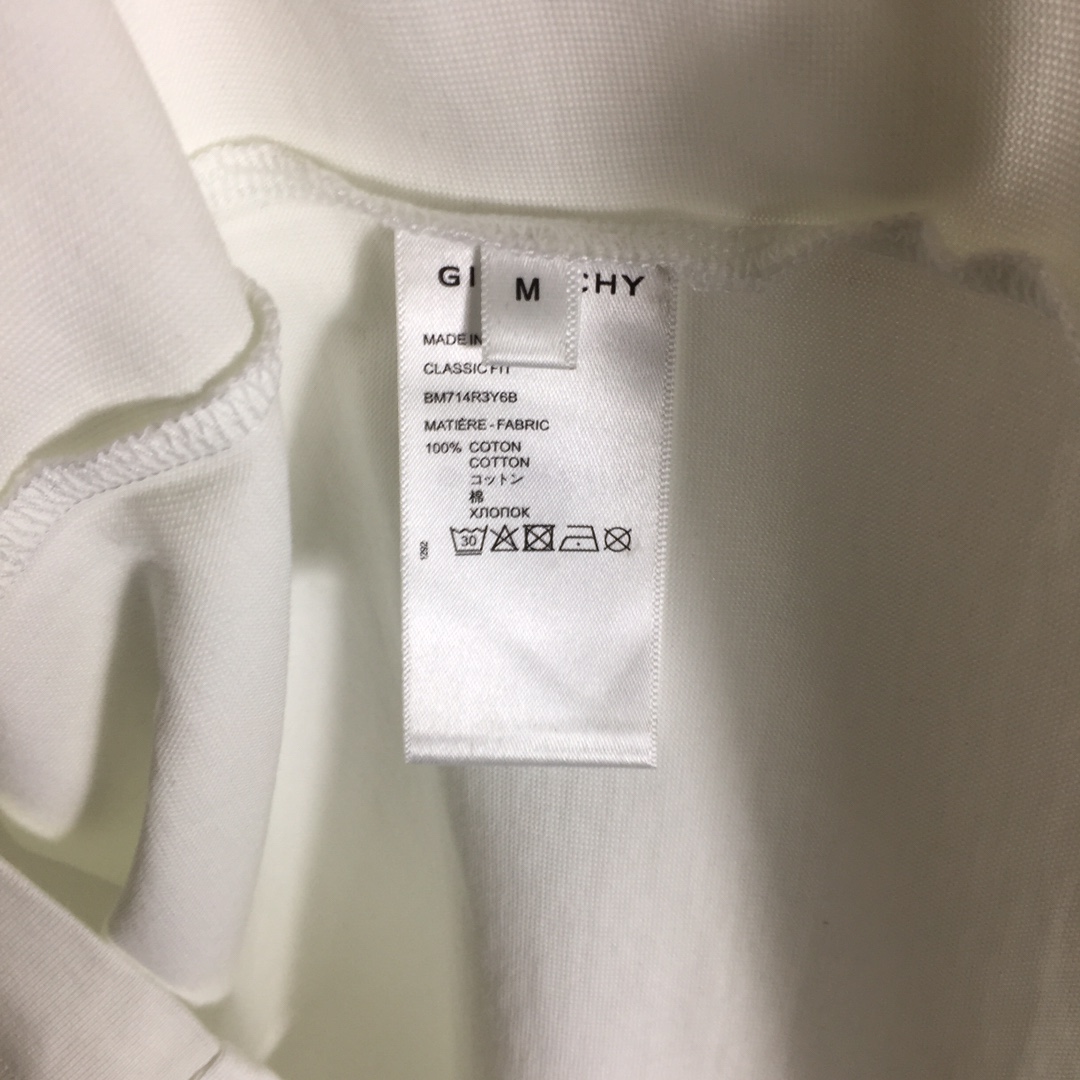 GI CHY
M
MADE IN
CLASSIC FIT
BM714R3Y6B
MATIÈRE - FABRIC
100% COTON
COTTON
コットン
棉
ХЛОПОК
30
1292